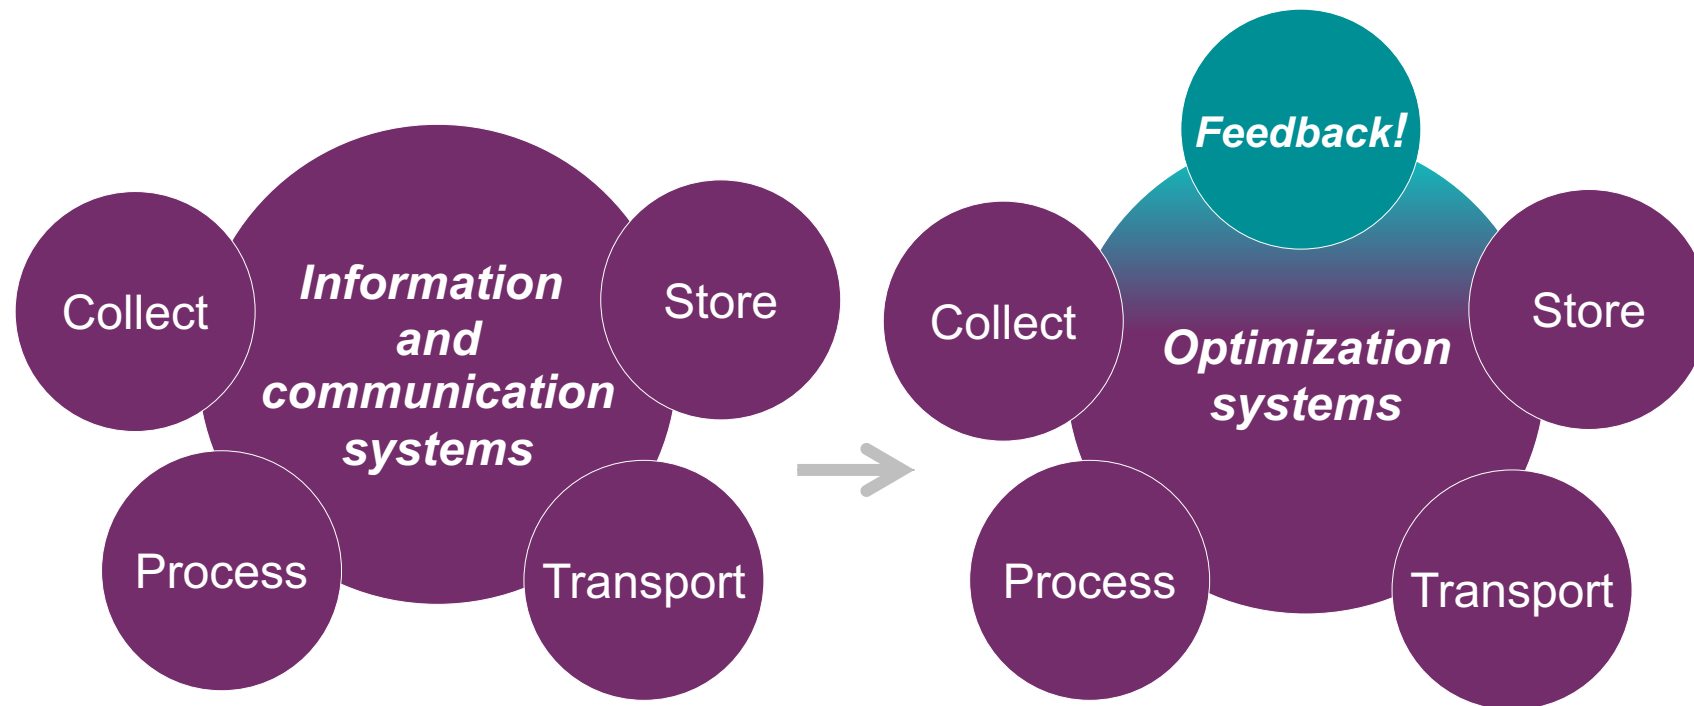 Collect
Information
and
communication
systems
Store
Process
Transport
Feedback!
Collect
Optimization
systems
Store
Process
Transport